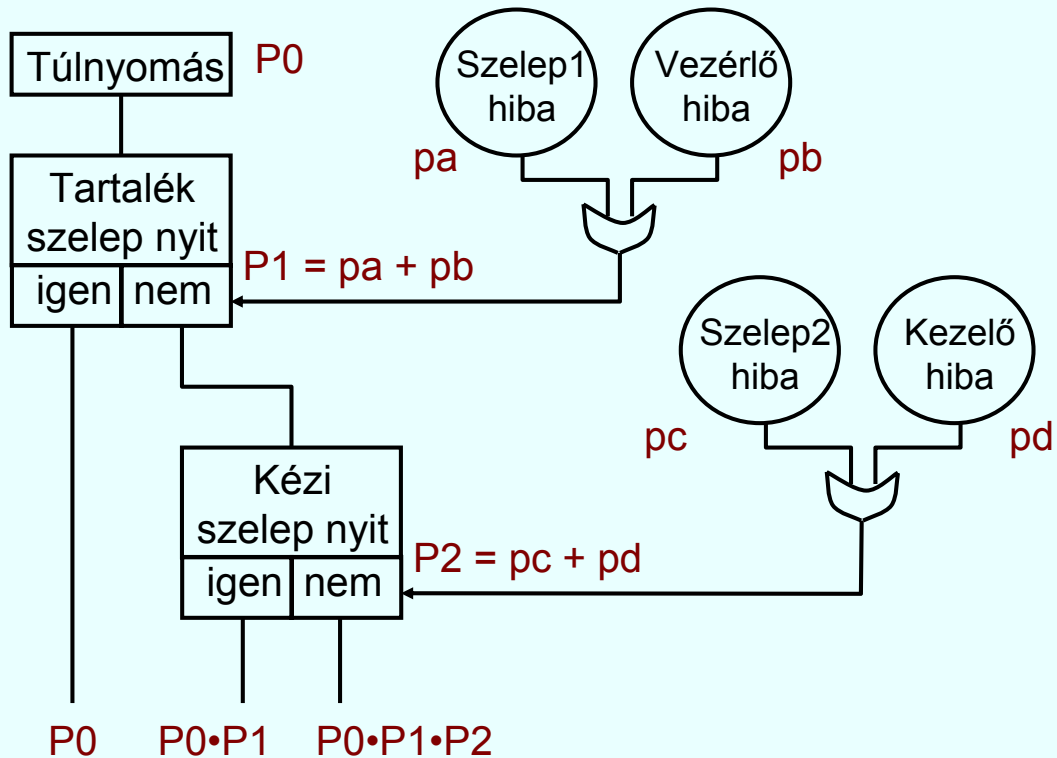 Túlnyomás
P0
Szelep1
hiba
Vezérlő
hiba
pa
pb
Tartalék
szelep nyit
igen
nem
P1 = pa + pb
Szelep2
hiba
Kezelő
hiba
pc
pd
Kézi
szelep nyit
igen
nem
P2 = pc + pd
P0
P0•P1
P0•P1•P2